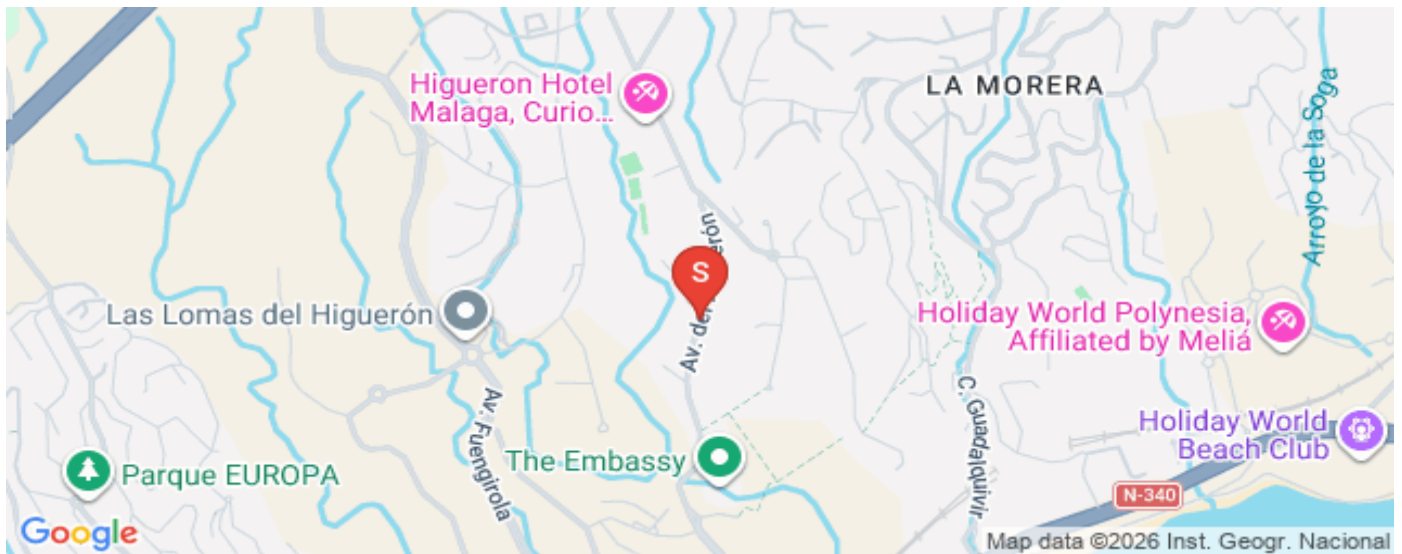 Higueron Hotel
Malaga, Curio...
LA MORERA
Arroyo de la Soga
S
Av. del
rón
Las Lomas del Higuerón
Holiday World Polynesia,
Affiliated by Meliá
Av. Fuengirola
C. Guadalquivir
Holiday World
Beach Club
The Embassy
Parque EUROPA
N-340
Google
Map data ©2026 Inst. Geogr. Nacional